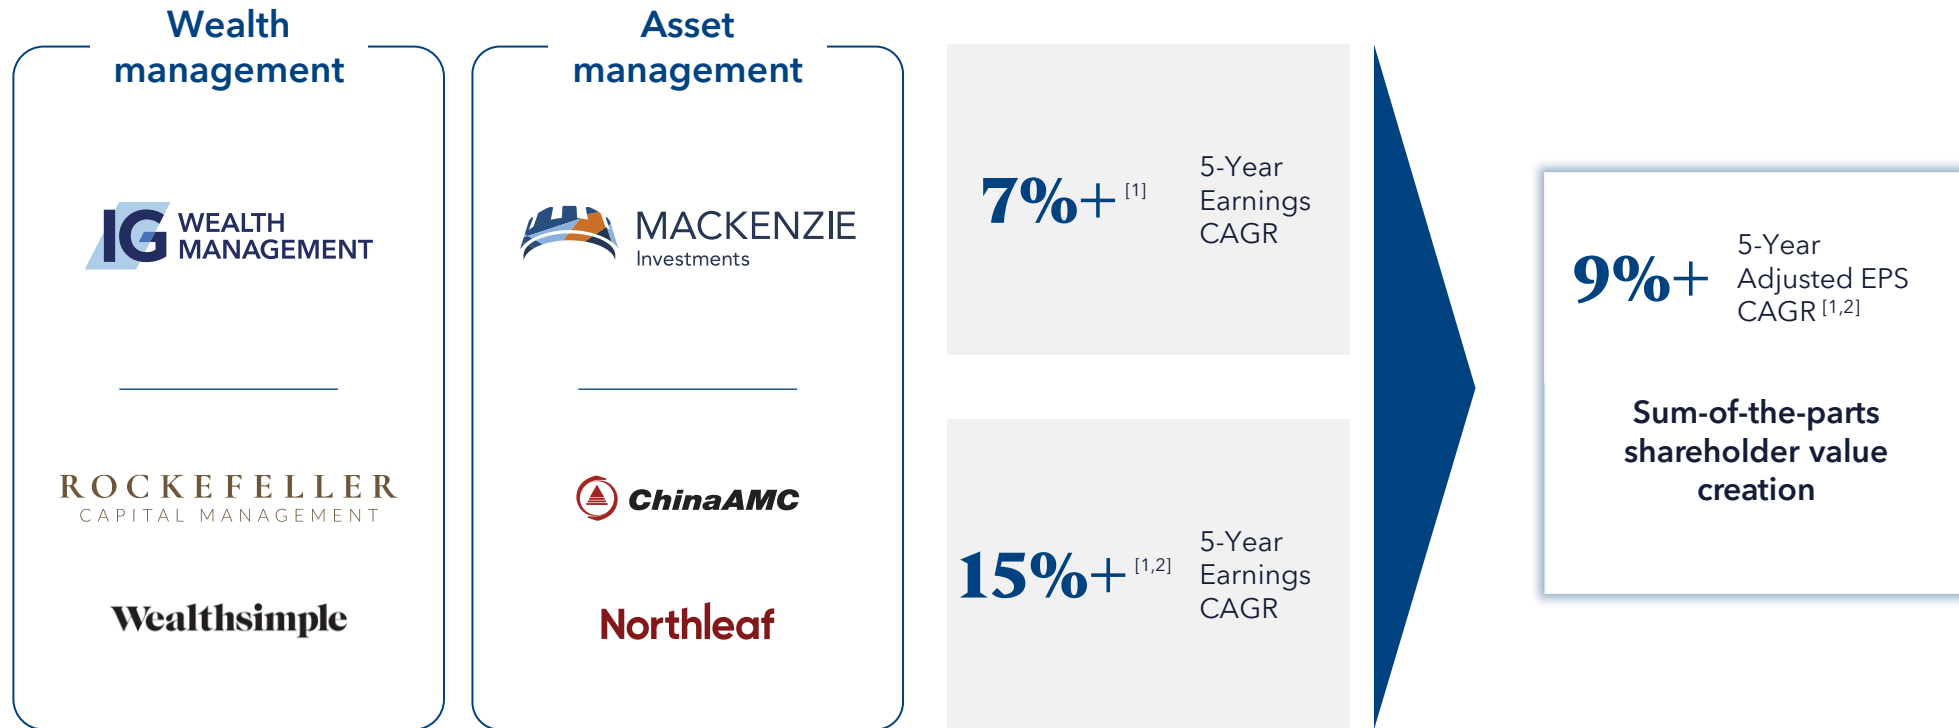 Wealth
management
IG WEALTH
MANAGEMENT
ROCKEFELLER
CAPITAL MANAGEMENT
Wealthsimple
Asset
management
MACKENZIE
Investments
ChinaAMC
Northleaf
7%+ [1]
5-Year
Earnings
CAGR
15%+ [1,2]
5-Year
Earnings
CAGR
9%+
5-Year
Adjusted EPS
CAGR [1,2]
Sum-of-the-parts
shareholder value
creation